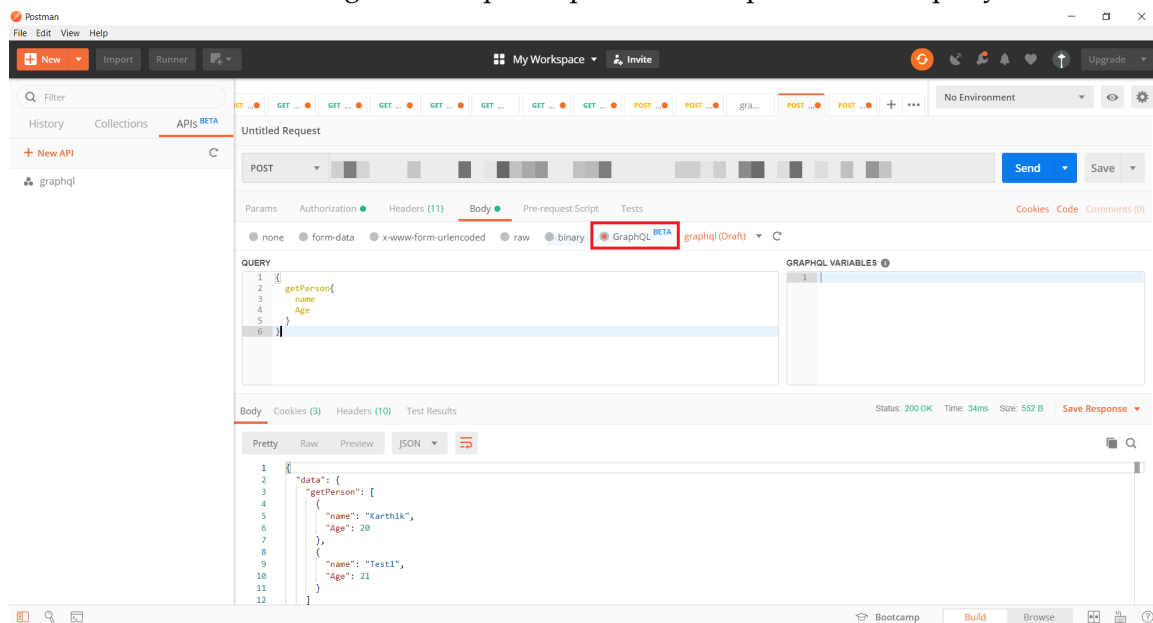 Postman
File Edit View Help
New Import Runner My Workspace Invite Upgrade
Filter
History Collections APIs BETA
+ New API
graphql
ST ... GET ... GET ... GET ... GET ... GET ... GET ... GET ... POST ... POST ... gra... POST ... POST ... + ••• No Environment
Untitled Request
POST Send Save
Params Authorization Headers (11) Body Pre-request Script Tests Cookies Code Comments (0)
none form-data x-www-form-urlencoded raw binary GraphQL BETA graphql (Draft)
QUERY GRAPHQL VARIABLES
1 { 1
2 getPerson{
3 name
4 Age
5 }
6 }
Body Cookies (3) Headers (10) Test Results Status: 200 OK Time: 34ms Size: 552 B Save Response
Pretty Raw Preview JSON
1 {
2 "data": {
3 "getPerson": [
4 {
5 "name": "Karthik",
6 "Age": 20
7 },
8 {
9 "name": "Test1",
10 "Age": 21
11 }
12 ]
Bootcamp Build Browse